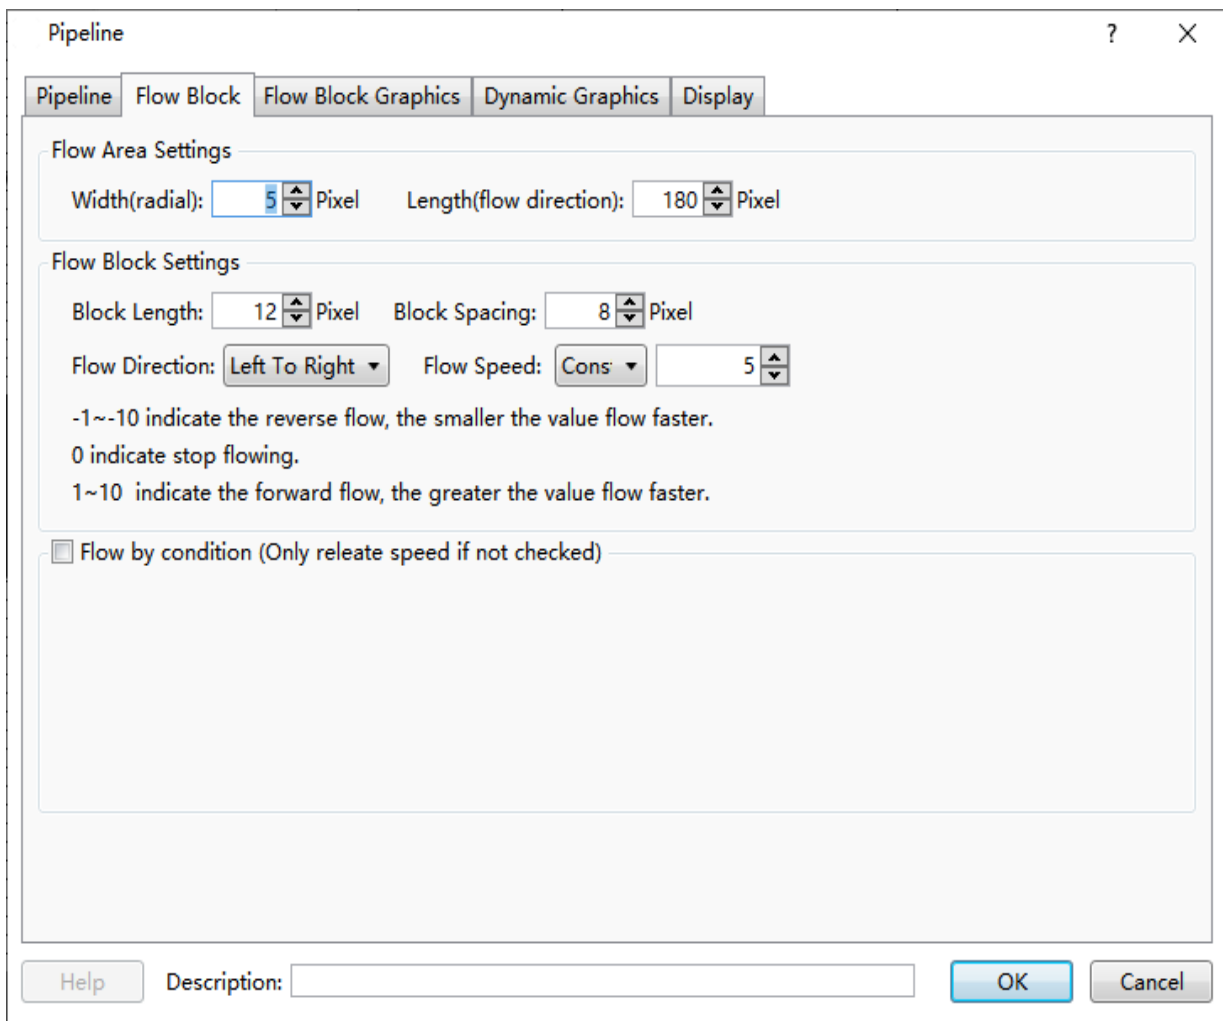 Pipeline ?
Pipeline Flow Block Flow Block Graphics Dynamic Graphics Display
Flow Area Settings
Width(radial): 5 Pixel Length(flow direction): 180 Pixel
Flow Block Settings
Block Length: 12 Pixel Block Spacing: 8 Pixel
Flow Direction: Left To Right Flow Speed: Cons 5
-1~-10 indicate the reverse flow, the smaller the value flow faster.
0 indicate stop flowing.
1~10 indicate the forward flow, the greater the value flow faster.
Flow by condition (Only releate speed if not checked)
Help Description: OK Cancel